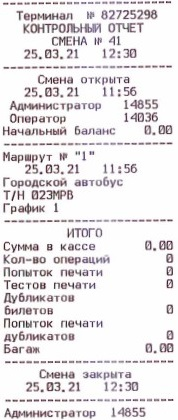 Терминал № 82725298
КОНТРОЛЬНЫЙ ОТЧЕТ
СМЕНА № 41
25.03.21 12:30
Смена открыта
25.03.21 11:56
Администратор 14855
Оператор 14036
Начальный баланс 0.00
Маршрут № "1"
25.03.21 11:56
Городской автобус
Т/Н 023МРВ
График 1
ИТОГО
Сумма в кассе 0.00
Кол-во операций 0
Попыток печати 0
Тестов печати 0
Дубликатов
билетов 0
Попыток печати
дубликатов 0
Багаж 0.00
Смена закрыта
25.03.21 12:30
Администратор 14855